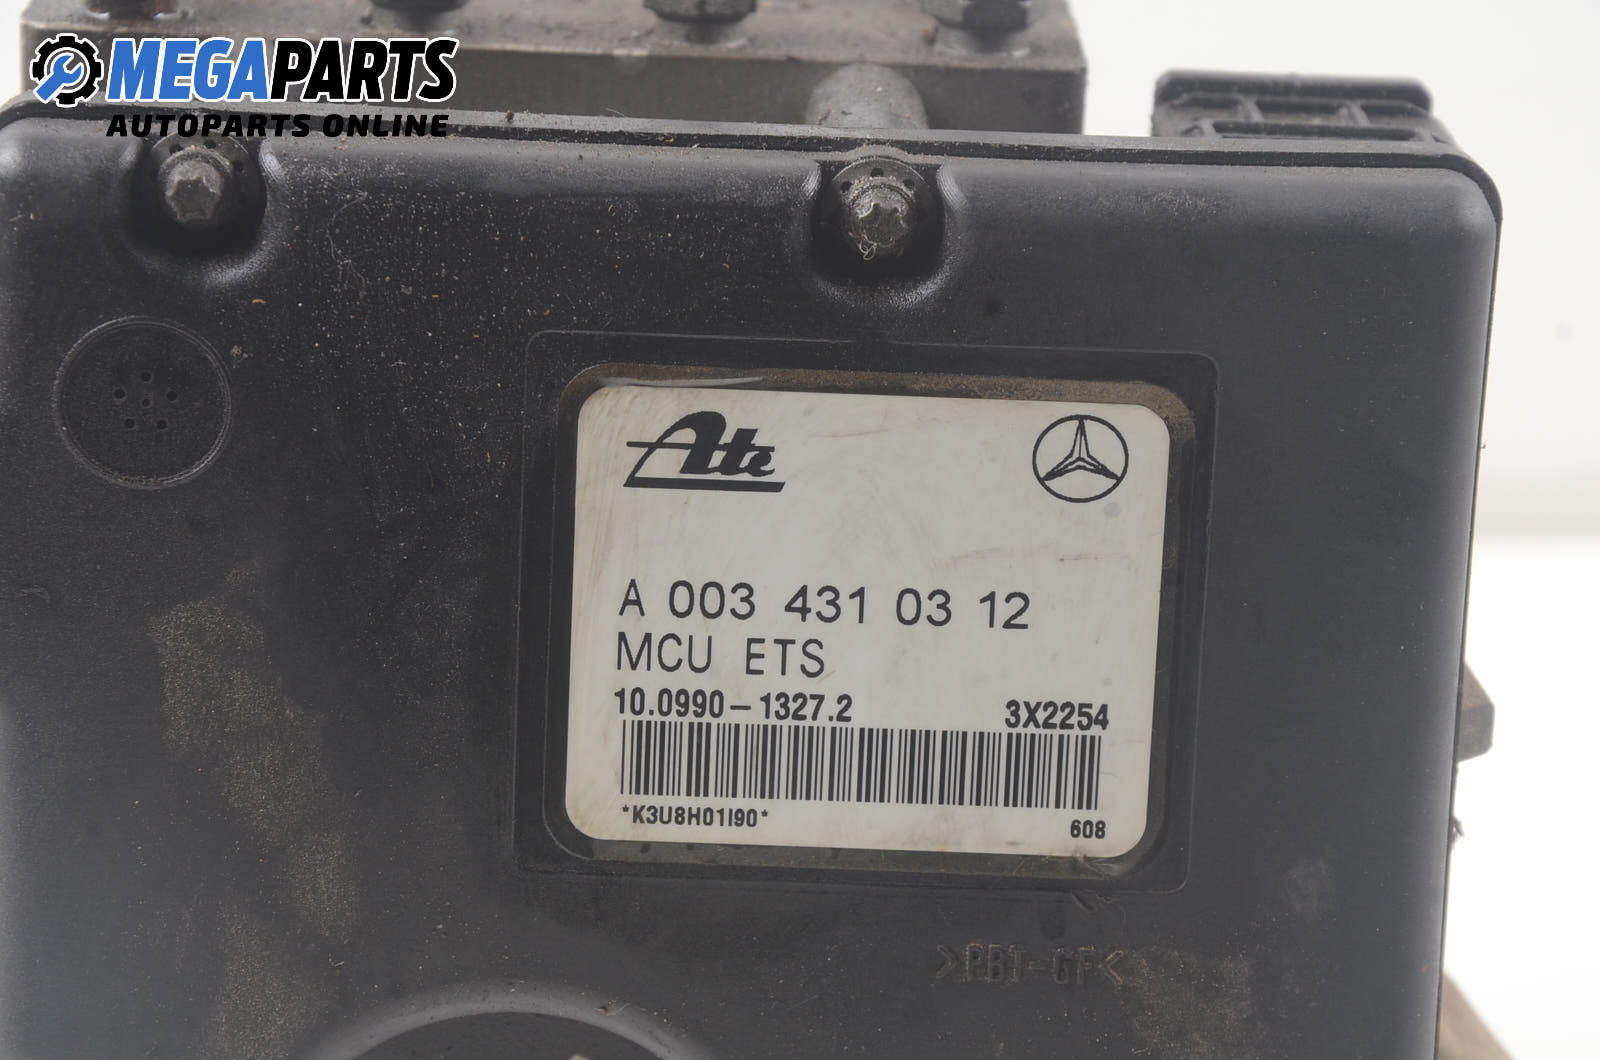 MEGAPARTS
AUTOPARTS ONLINE
Ate
A 003 431 03 12
MCU ETS
10.0990-1327.2 3X2254
*K3U8H01I90* 608
>PBT-GF<